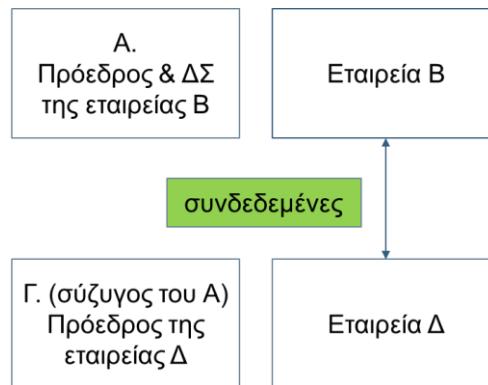 Α.
Πρόεδρος & ΔΣ
της εταιρείας Β
Εταιρεία Β
συνδεδεμένες
Γ. (σύζυγος του Α)
Πρόεδρος της
εταιρείας Δ
Εταιρεία Δ